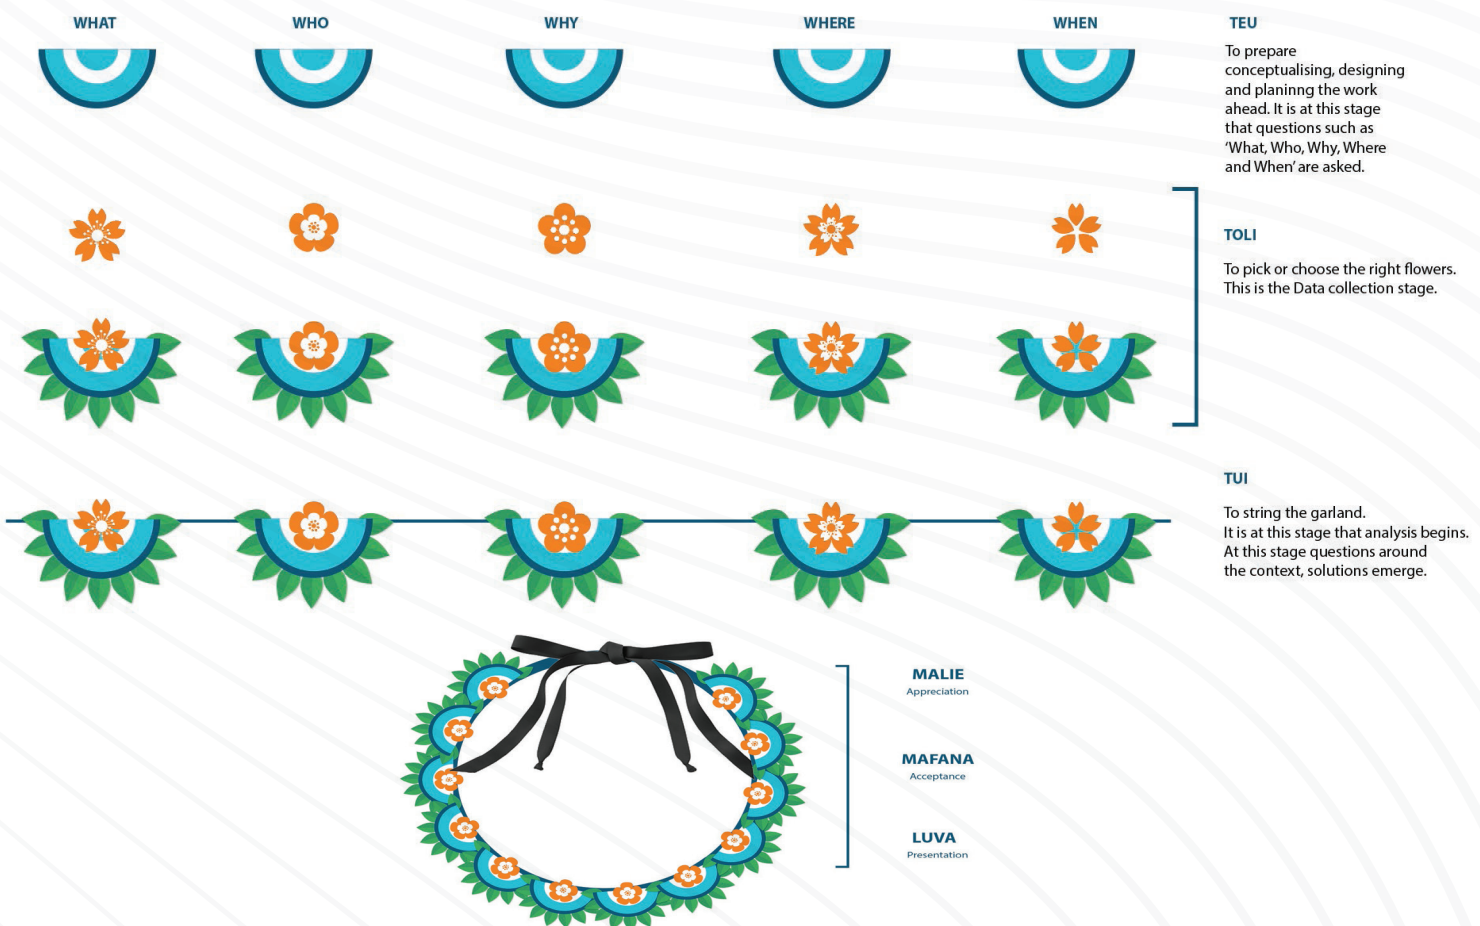 WHAT
WHO
WHY
WHERE
WHEN
TEU
To prepare
conceptualising, designing
and planinng the work
ahead. It is at this stage
that questions such as
‘What, Who, Why, Where
and When’ are asked.
TOLI
To pick or choose the right flowers.
This is the Data collection stage.
TUI
To string the garland.
It is at this stage that analysis begins.
At this stage questions around
the context, solutions emerge.
MALIE
Appreciation
MAFANA
Acceptance
LUVA
Presentation